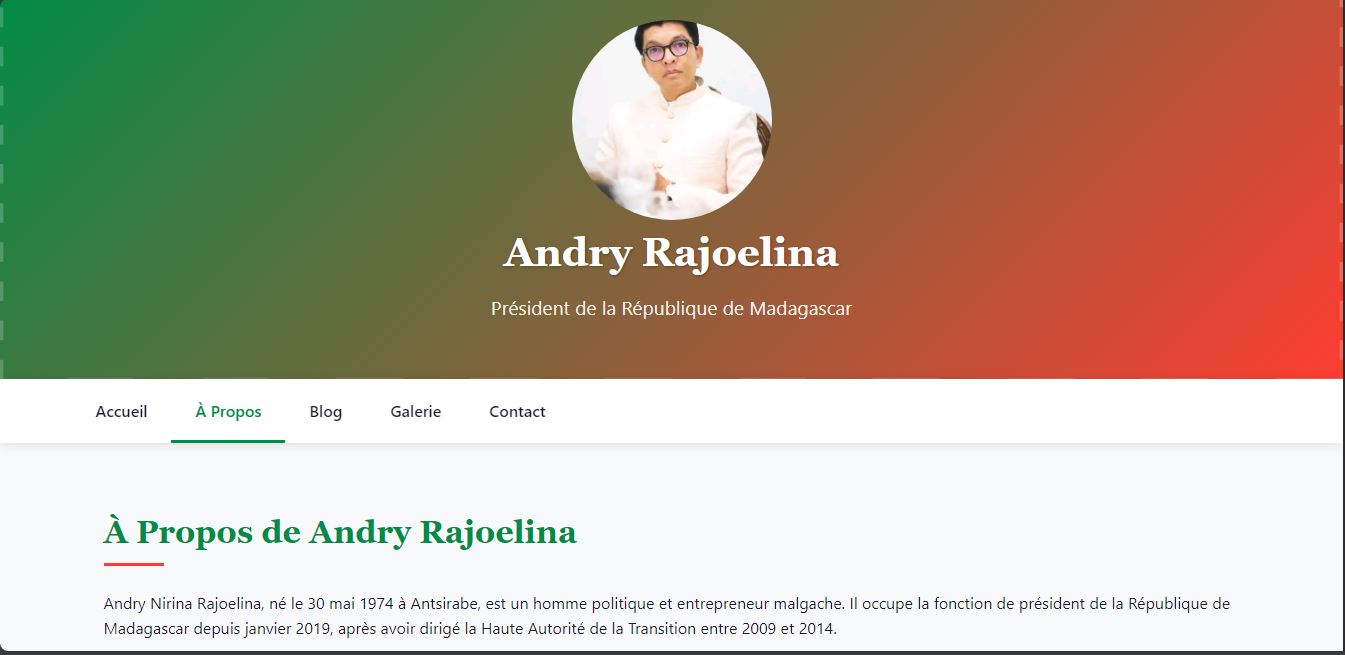 Andry Rajoelina
Président de la République de Madagascar
Accueil À Propos Blog Galerie Contact
À Propos de Andry Rajoelina
Andry Nirina Rajoelina, né le 30 mai 1974 à Antsirabe, est un homme politique et entrepreneur malgache. Il occupe la fonction de président de la République de
Madagascar depuis janvier 2019, après avoir dirigé la Haute Autorité de la Transition entre 2009 et 2014.